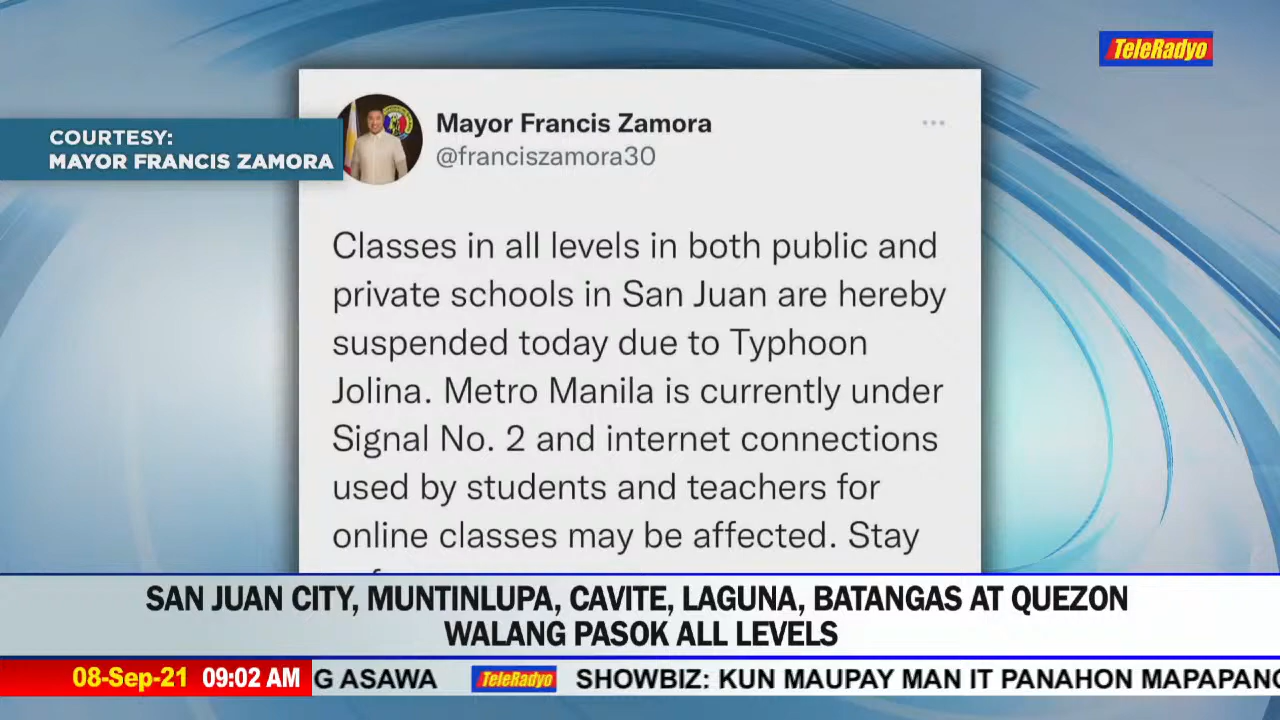 TeleRadyo
COURTESY:
MAYOR FRANCIS ZAMORA
Mayor Francis Zamora
@franciszamora30
Classes in all levels in both public and
private schools in San Juan are hereby
suspended today due to Typhoon
Jolina. Metro Manila is currently under
Signal No. 2 and internet connections
used by students and teachers for
online classes may be affected. Stay
SAN JUAN CITY, MUNTINLUPA, CAVITE, LAGUNA, BATANGAS AT QUEZON
WALANG PASOK ALL LEVELS
08-Sep-21 09:02 AM G ASAWA TeleRadyo SHOWBIZ: KUN MAUPAY MAN IT PANAHON MAPAPANO